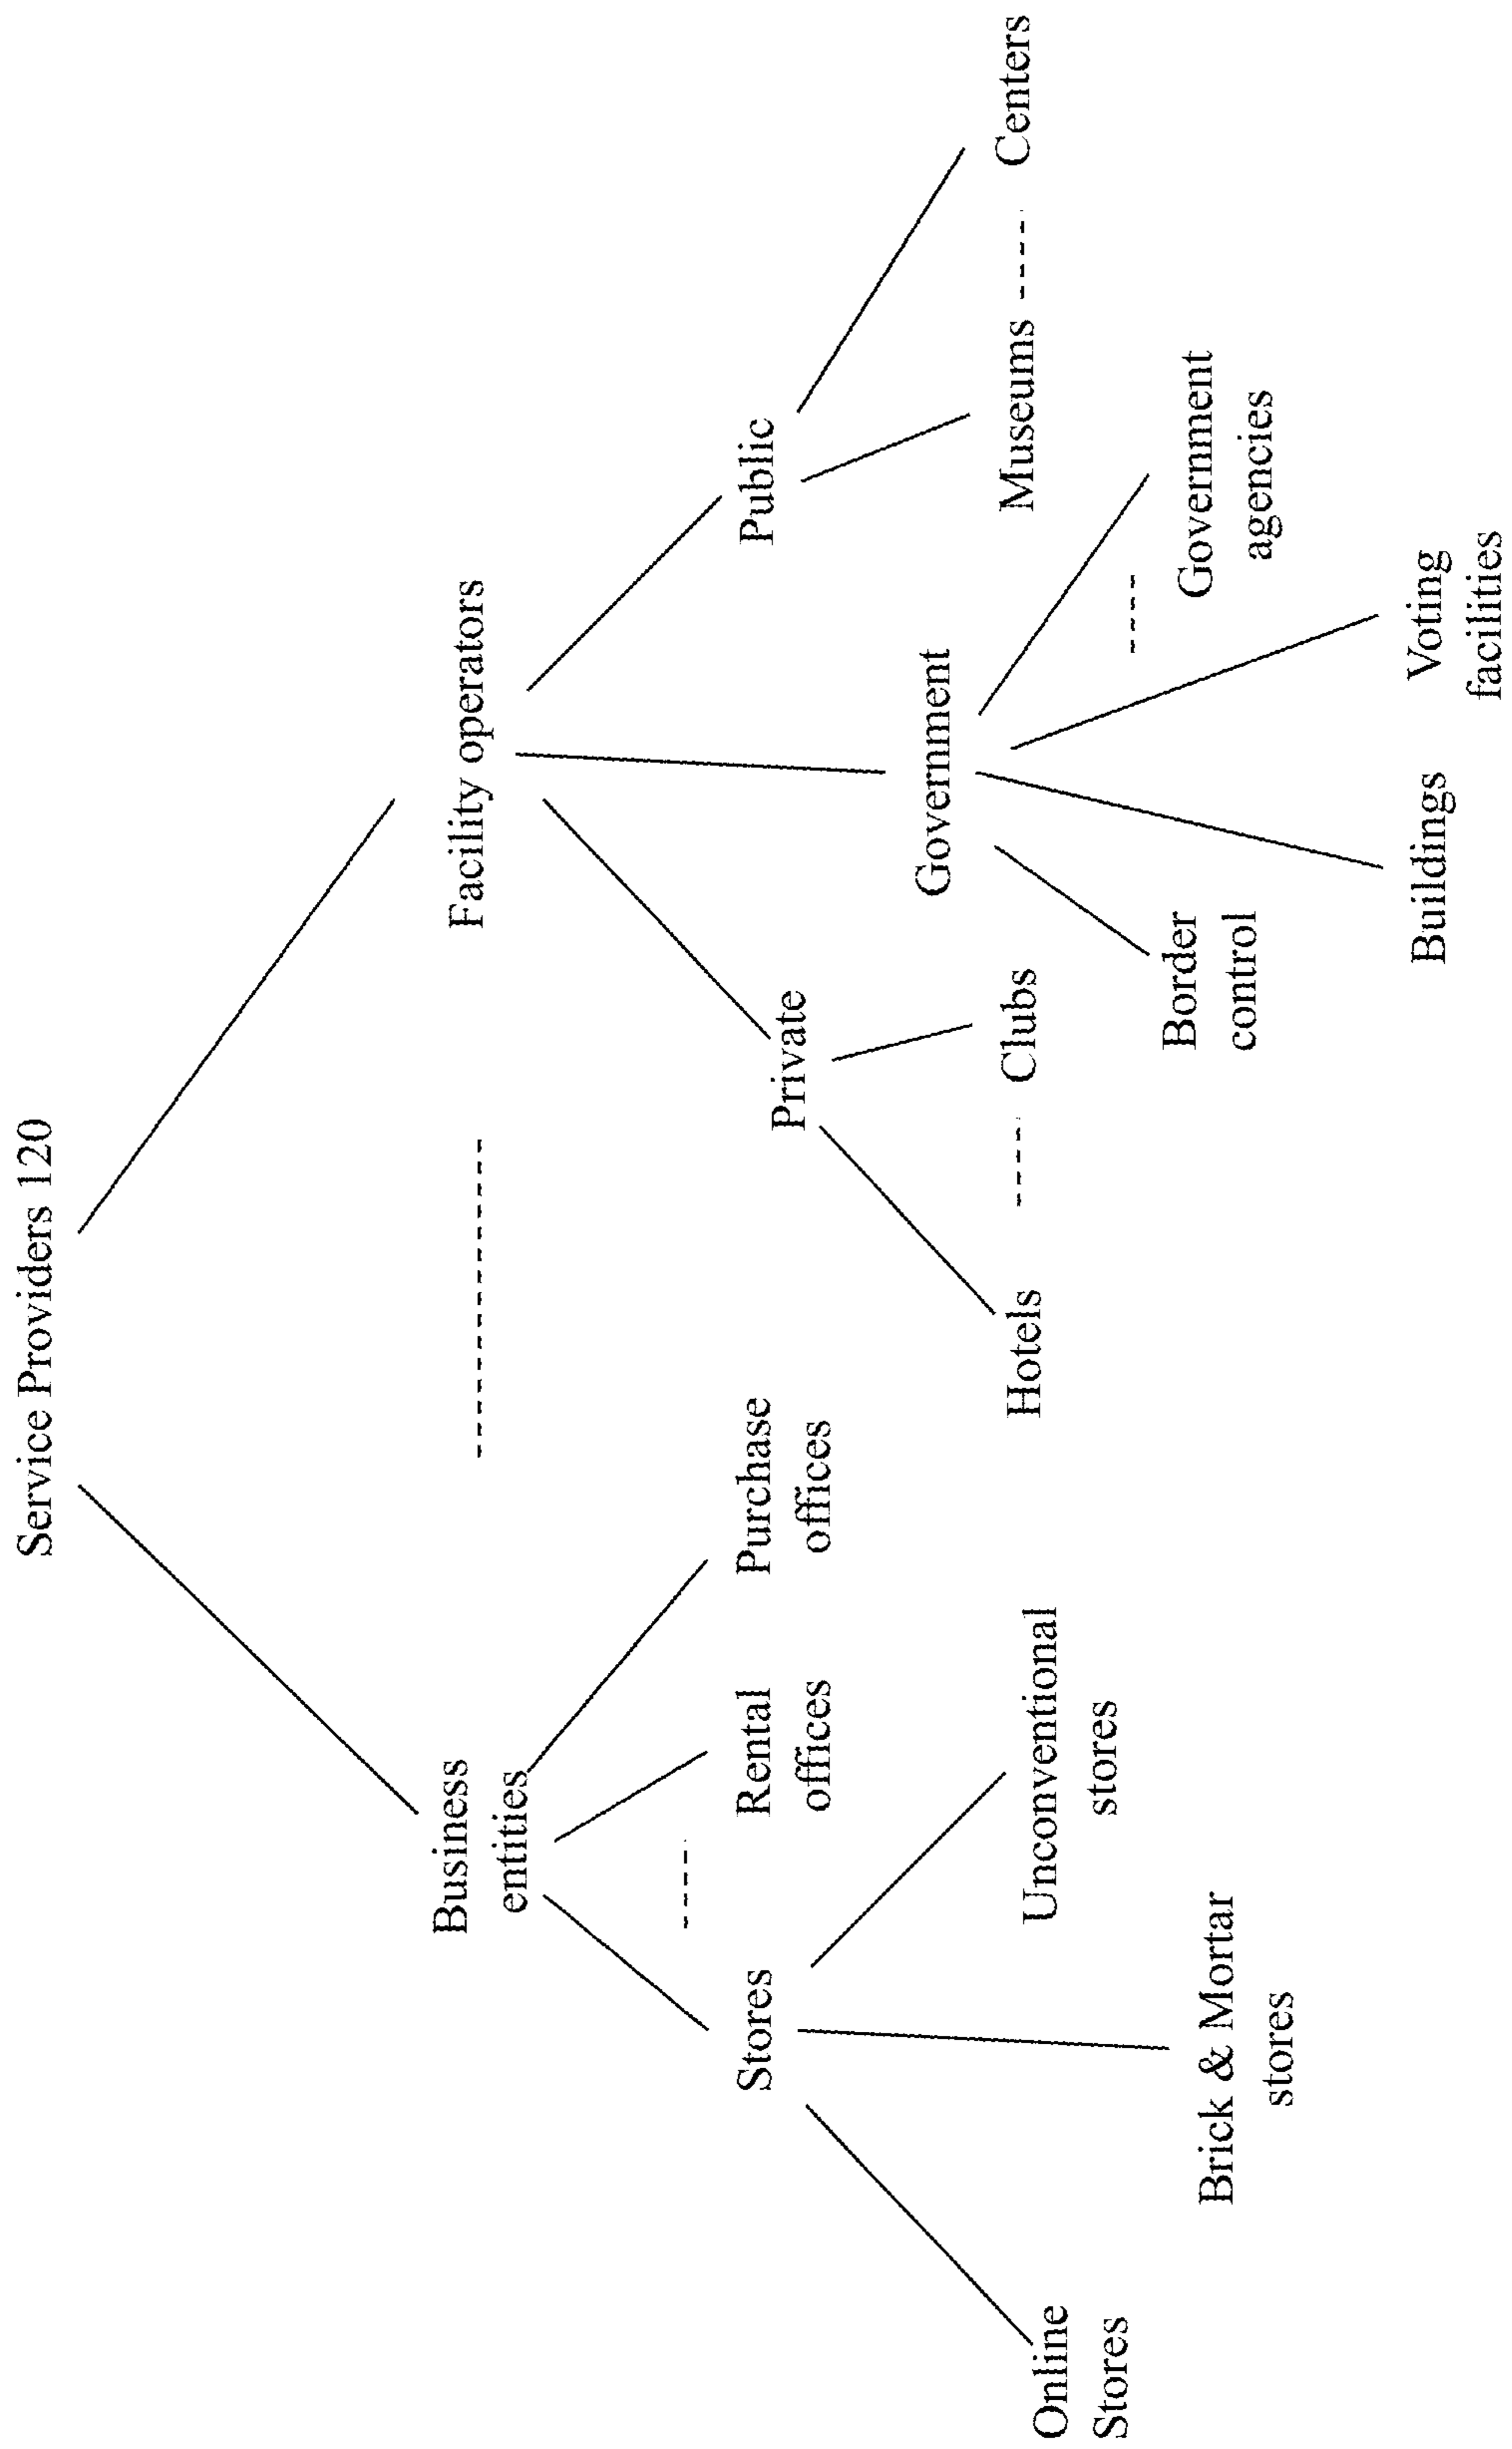 Service Providers 120
Business
entities
Facility operators
Stores
Rental
offices
Purchase
offices
Private
Public
Government
Online
Stores
Unconventional
stores
Brick & Mortar
stores
Hotels
Clubs
Museums
Centers
Border
control
Government
agencies
Buildings
Voting
facilities